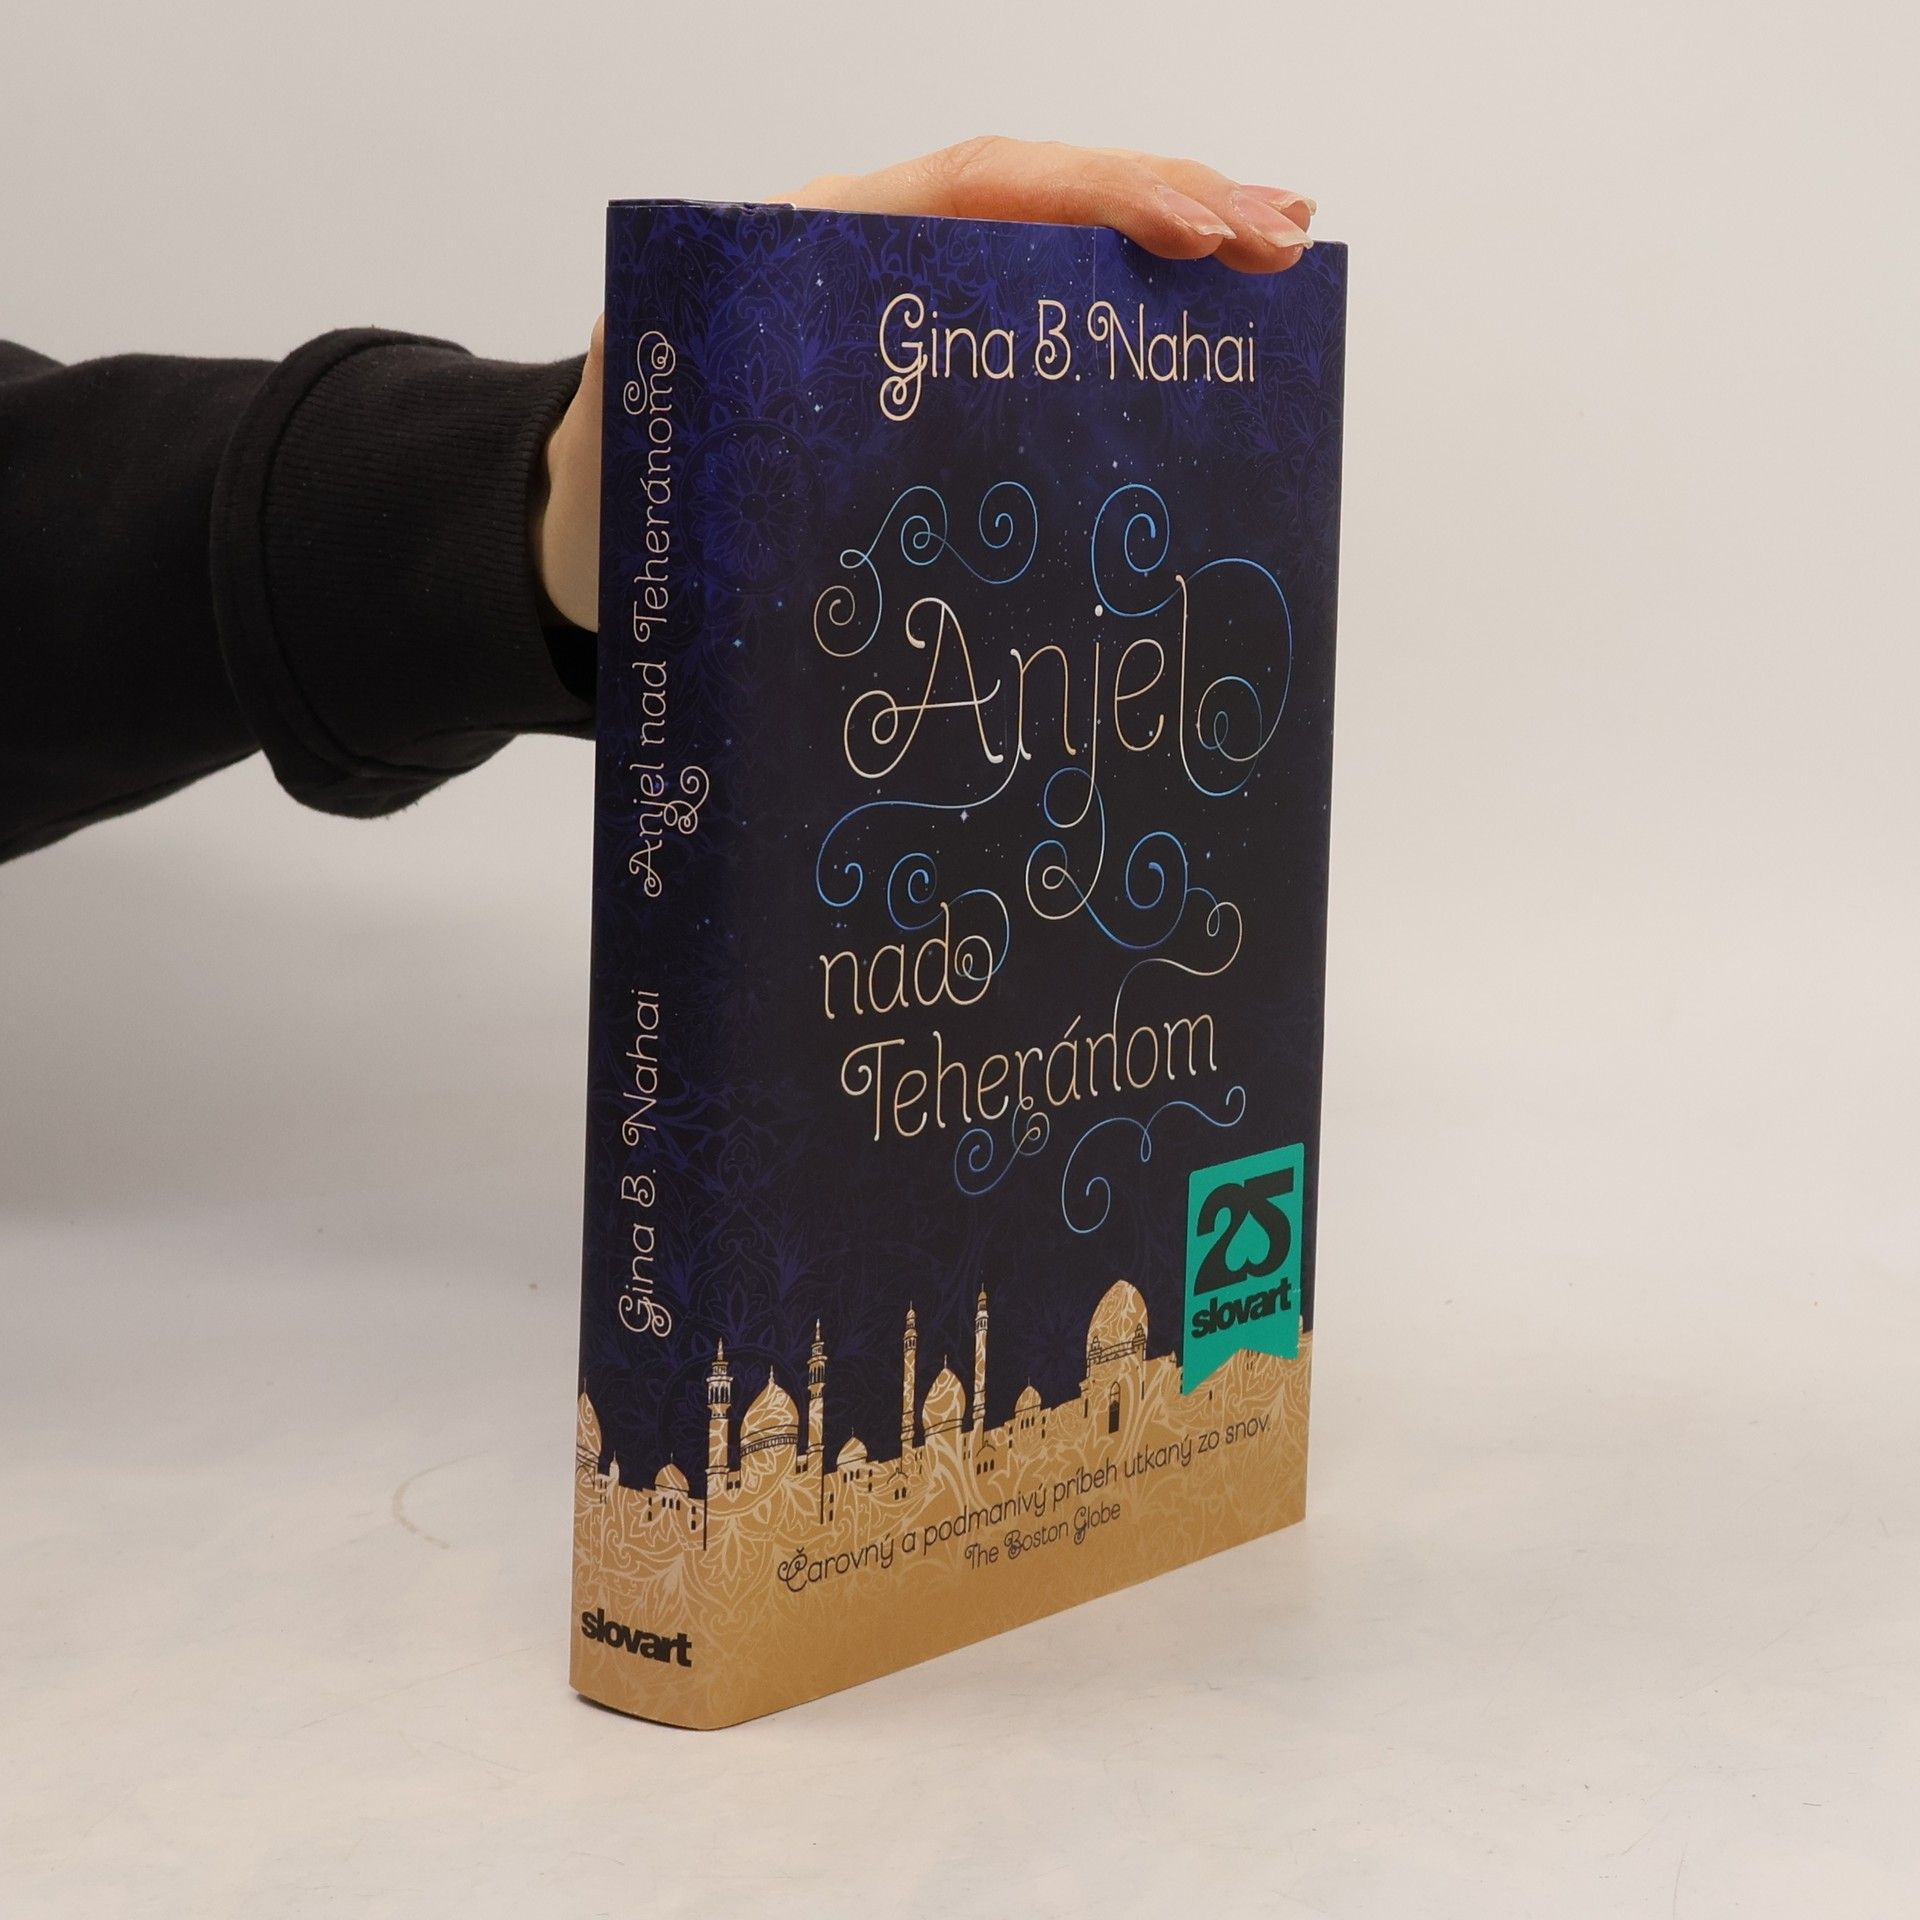 Gina B. Nahai
Anjel
nad
Teheránom
25
slovart
Čarovný a podmanivý príbeh utkaný zo snov.
The Boston Globe
Gina B. Nahai Anjel nad Teheránom
slovart